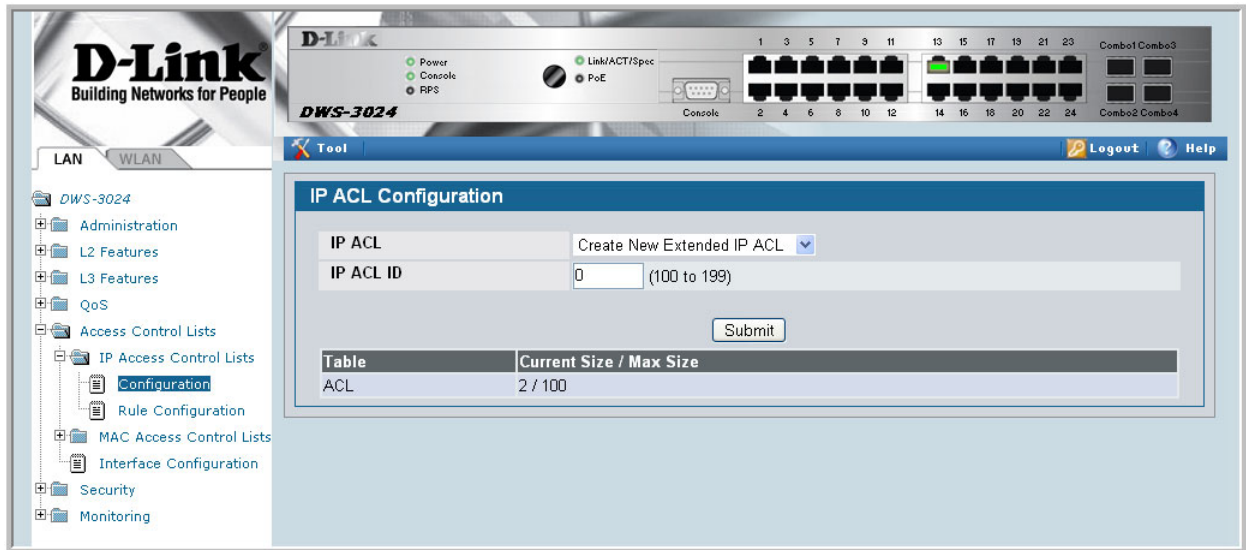 D-Link
Building Networks for People
D-Link
Power
Console
RPS
Link/ACT/Spec
PoE
DWS-3024
Console
1 3 5 7 9 11
13 15 17 19 21 23
2 4 6 8 10 12
14 16 18 20 22 24
Combo1 Combo3
Combo2 Combo4
LAN
WLAN
Tool
Logout
Help
DWS-3024
Administration
L2 Features
L3 Features
QoS
Access Control Lists
IP Access Control Lists
Configuration
Rule Configuration
MAC Access Control Lists
Interface Configuration
Security
Monitoring
IP ACL Configuration
IP ACL
Create New Extended IP ACL
IP ACL ID
0 (100 to 199)
Submit
Table Current Size / Max Size
ACL 2 / 100